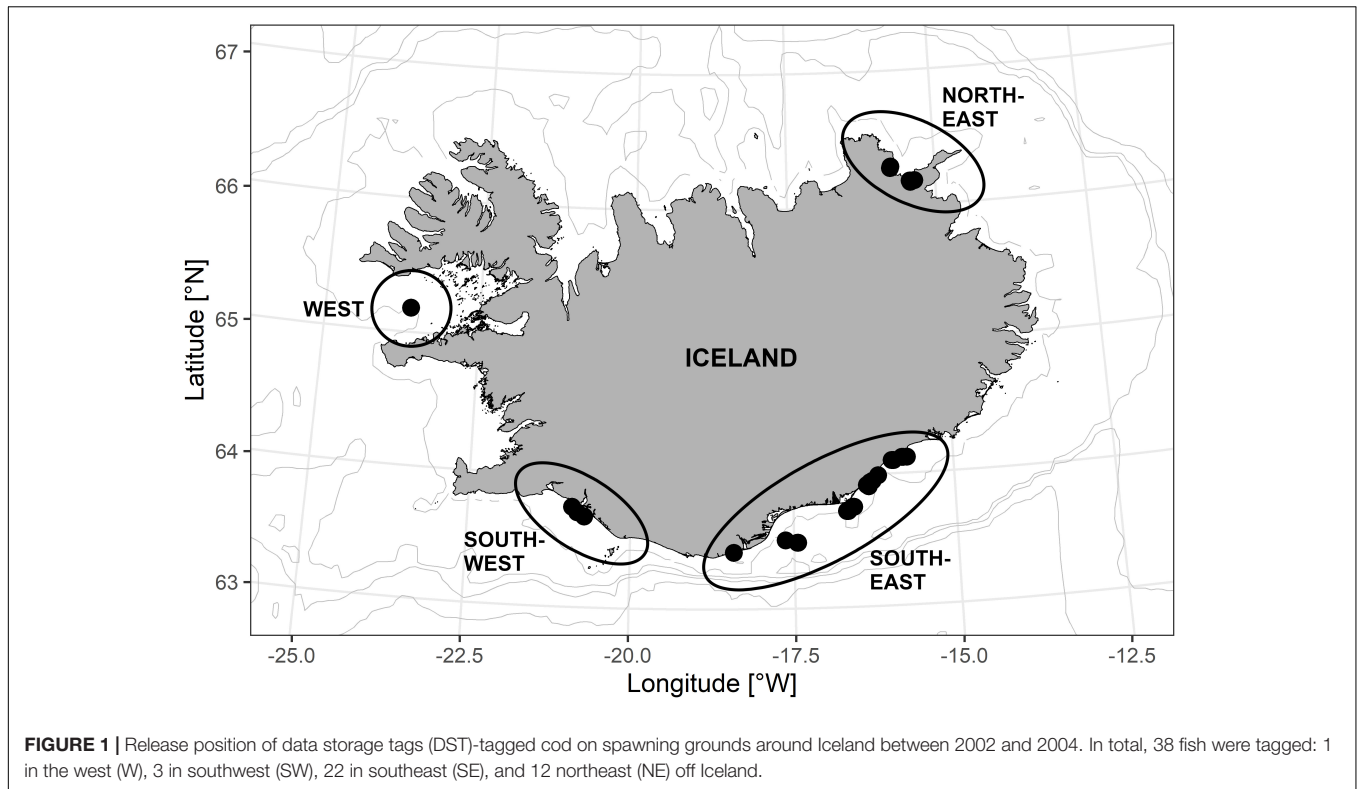 67
66
65
64
63
Latitude [°N]
NORTH-
EAST
WEST
ICELAND
SOUTH-
WEST
SOUTH-
EAST
-25.0 -22.5 -20.0 -17.5 -15.0 -12.5
Longitude [°W]
FIGURE 1 | Release position of data storage tags (DST)-tagged cod on spawning grounds around Iceland between 2002 and 2004. In total, 38 fish were tagged: 1
in the west (W), 3 in southwest (SW), 22 in southeast (SE), and 12 northeast (NE) off Iceland.